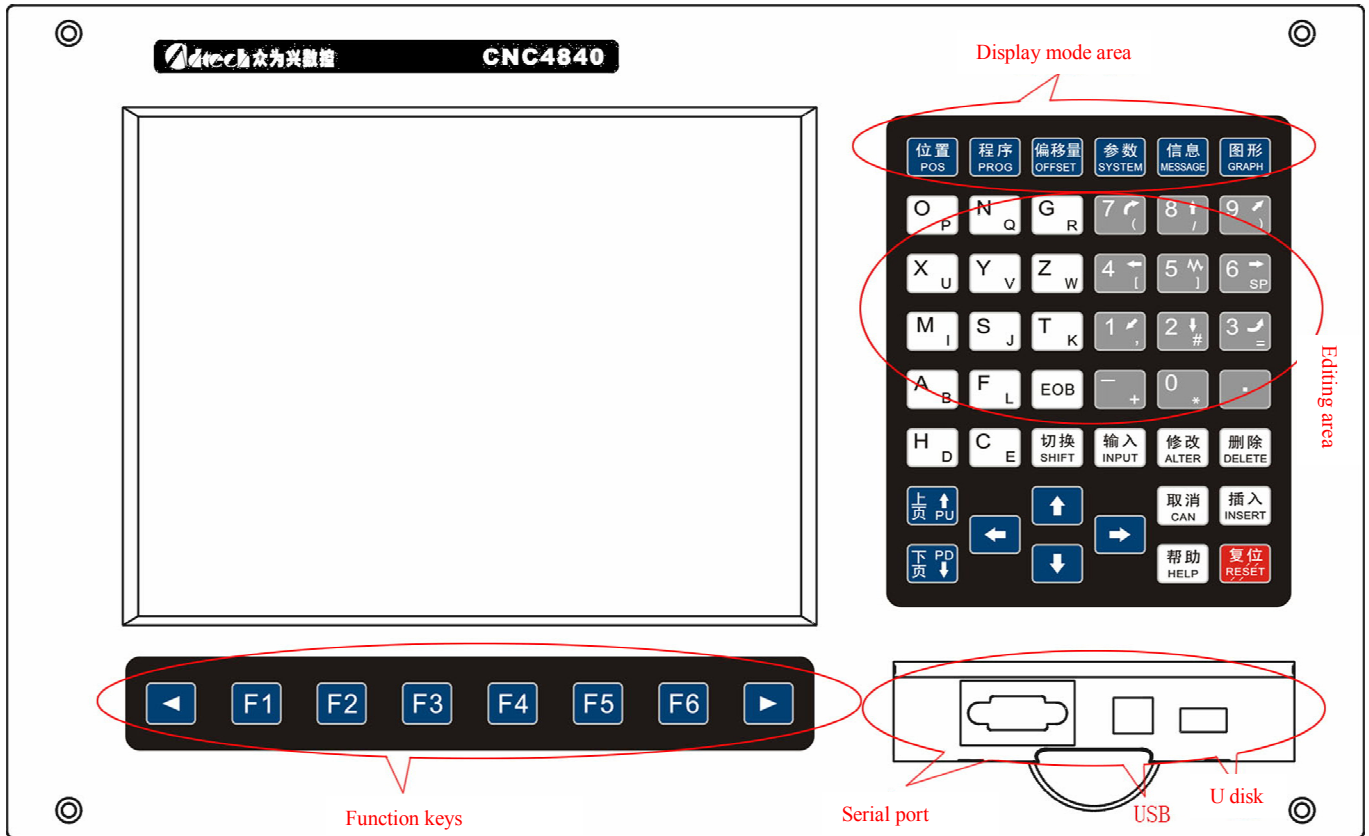 Adtech众为兴数控 CNC4840
Display mode area
位置 程序 偏移量 参数 信息 图形
POS PROG OFFSET SYSTEM MESSAGE GRAPH
O P N Q G R 7 ( 8 / 9 )
X U Y V Z W 4 [ 5 ] 6 SP
M I S J T K 1 , 2 # 3 =
A B F L EOB - + 0 * .
Editing area
H D C E 切换 SHIFT 输入 INPUT 修改 ALTER 删除 DELETE
上页 PU 取消 CAN 插入 INSERT
下页 PD 帮助 HELP 复位 RESET
F1 F2 F3 F4 F5 F6
Function keys
Serial port
USB
U disk